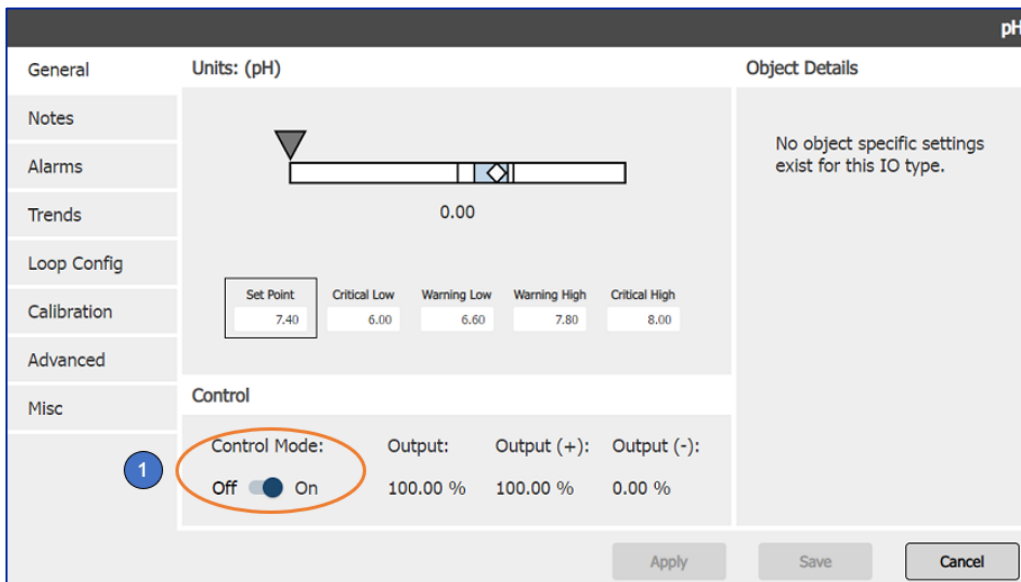 pH
General
Notes
Alarms
Trends
Loop Config
Calibration
Advanced
Misc
Units: (pH)
0.00
Set Point Critical Low Warning Low Warning High Critical High
7.40 6.00 6.60 7.80 8.00
Control
Control Mode: Output: Output (+): Output (-):
Off On 100.00 % 100.00 % 0.00 %
1
Object Details
No object specific settings
exist for this IO type.
Apply Save Cancel